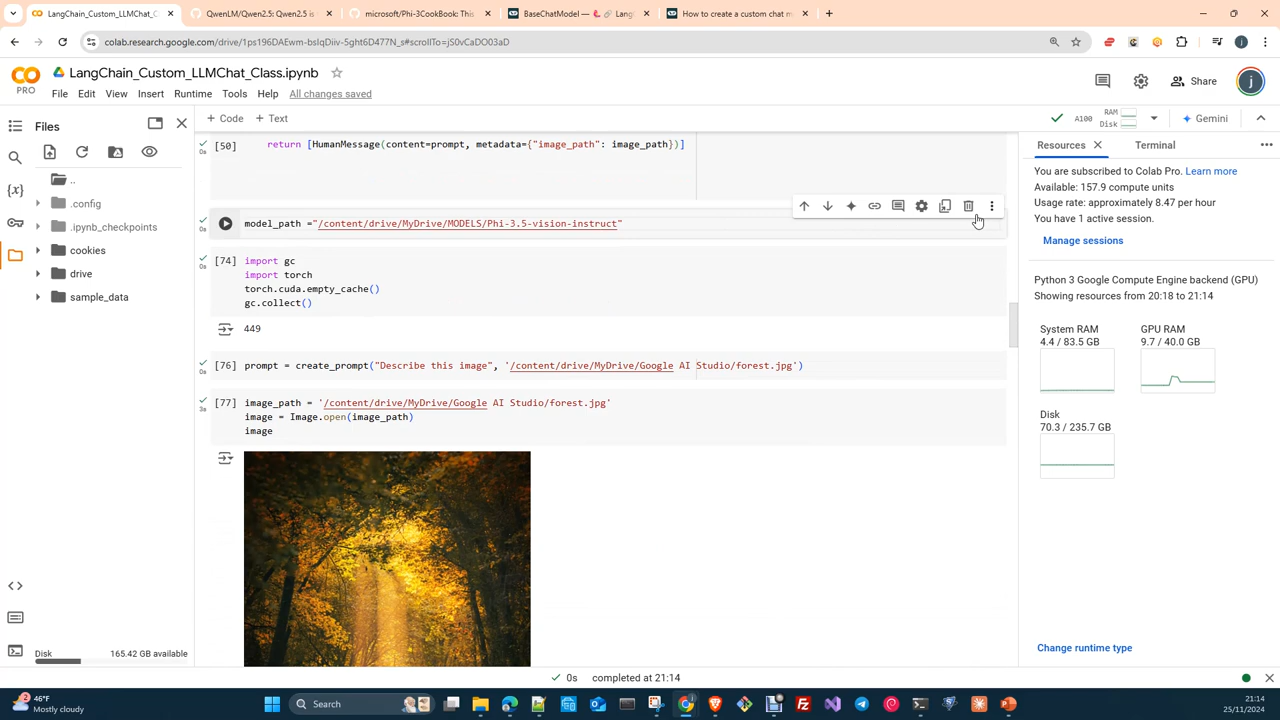 LangChain_Custom_LLMChat_C
QwenLM/Qwen2.5: Qwen2.5 is t
microsoft/Phi-3CookBook: This
BaseChatModel — 🦜🔗 Lang
How to create a custom chat m
colab.research.google.com/drive/1ps196DAEwm-bsIqDiiv-5ght6D477N_s#scrollTo=jS0vCaDO03aD
LangChain_Custom_LLMChat_Class.ipynb
PRO
File Edit View Insert Runtime Tools Help All changes saved
Share
j
Files
+ Code + Text
A100
RAM
Disk
Gemini
..
.config
.ipynb_checkpoints
cookies
drive
sample_data
Disk
165.42 GB available
[50] return [HumanMessage(content=prompt, metadata={"image_path": image_path})]
0s
model_path ="/content/drive/MyDrive/MODELS/Phi-3.5-vision-instruct"
0s
[74] import gc
0s
import torch
torch.cuda.empty_cache()
gc.collect()
449
[76] prompt = create_prompt("Describe this image", '/content/drive/MyDrive/Google AI Studio/forest.jpg')
0s
[77] image_path = '/content/drive/MyDrive/Google AI Studio/forest.jpg'
3s
image = Image.open(image_path)
image
Resources
Terminal
You are subscribed to Colab Pro. Learn more
Available: 157.9 compute units
Usage rate: approximately 8.47 per hour
You have 1 active session.
Manage sessions
Python 3 Google Compute Engine backend (GPU)
Showing resources from 20:18 to 21:14
System RAM
4.4 / 83.5 GB
GPU RAM
9.7 / 40.0 GB
Disk
70.3 / 235.7 GB
Change runtime type
0s completed at 21:14
46°F
Mostly cloudy
Search
21:14
25/11/2024